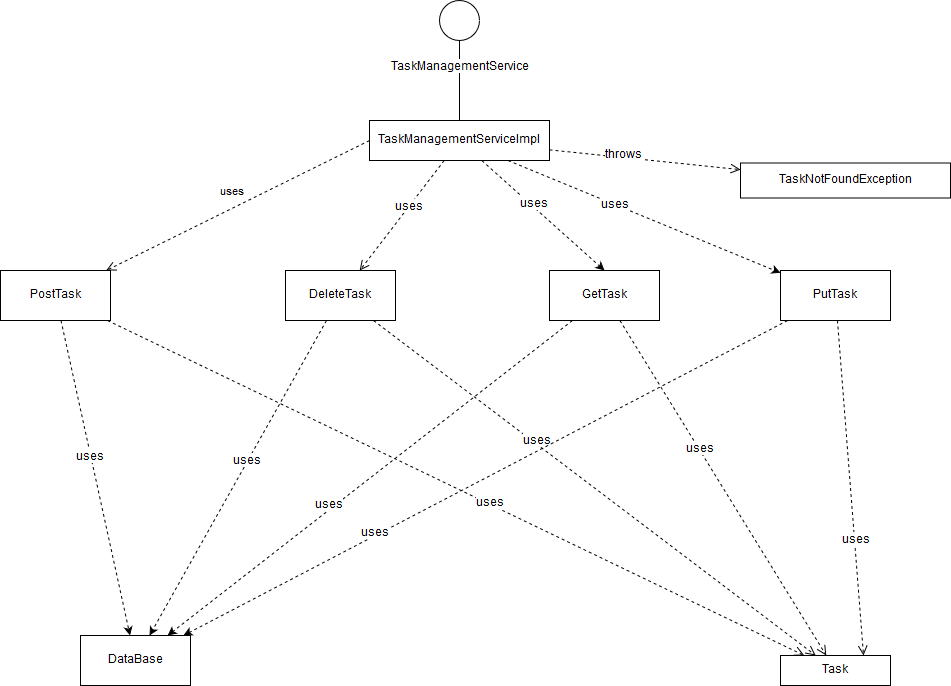 TaskManagementService
TaskManagementServiceImpl
throws
TaskNotFoundException
uses
uses
uses
uses
PostTask
DeleteTask
GetTask
PutTask
uses
uses
uses
uses
uses
uses
uses
uses
DataBase
Task